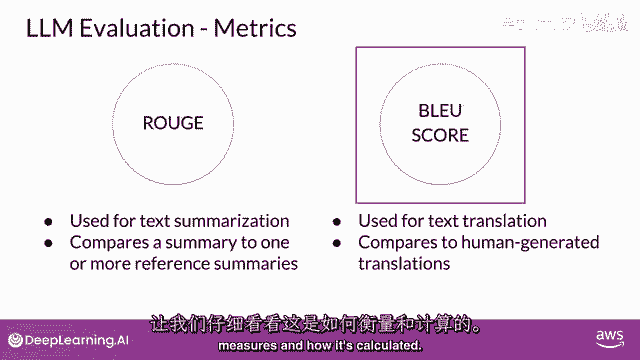 LLM Evaluation - Metrics
ROUGE
● Used for text summarization
● Compares a summary to one
or more reference summaries
BLEU
SCORE
● Used for text translation
● Compares to human-generated
translations
让我们仔细看看这是如何衡量和计算的。
measures and how it's calculated.
DeepLearning.AI
aws